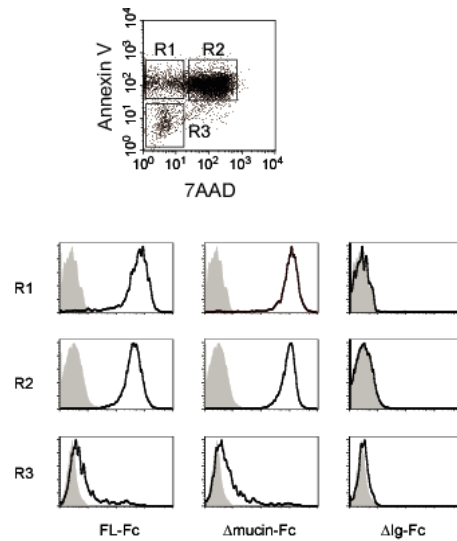 Annexin V
10⁴
10³
10²
10¹
10⁰
R1
R2
R3
10⁰ 10¹ 10² 10³ 10⁴
7AAD
R1
R2
R3
FL-Fc
Δmucin-Fc
ΔIg-Fc